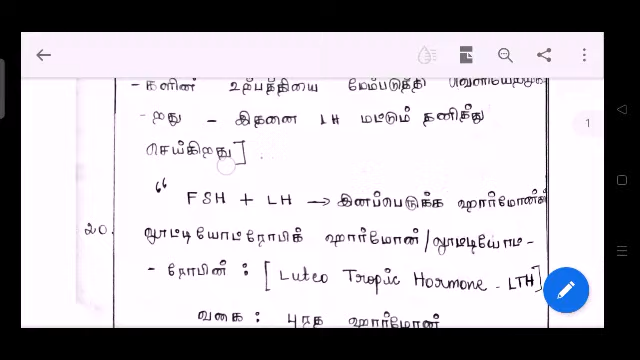 - களின் உற்பத்தியை மேம்படுத்தி
- றது - இதனை LH மட்டும் தனித்து
செய்கிறது]
1
" FSH + LH → இனப்பெருக்க ஹார்மோன்கள்
20. லூட்டியோட்ரோபிக் ஹார்மோன்/லூட்டியோட-
- ரோபின் : [Luteo Tropic Hormone - LTH]
வகை : புரத ஹார்மோன்